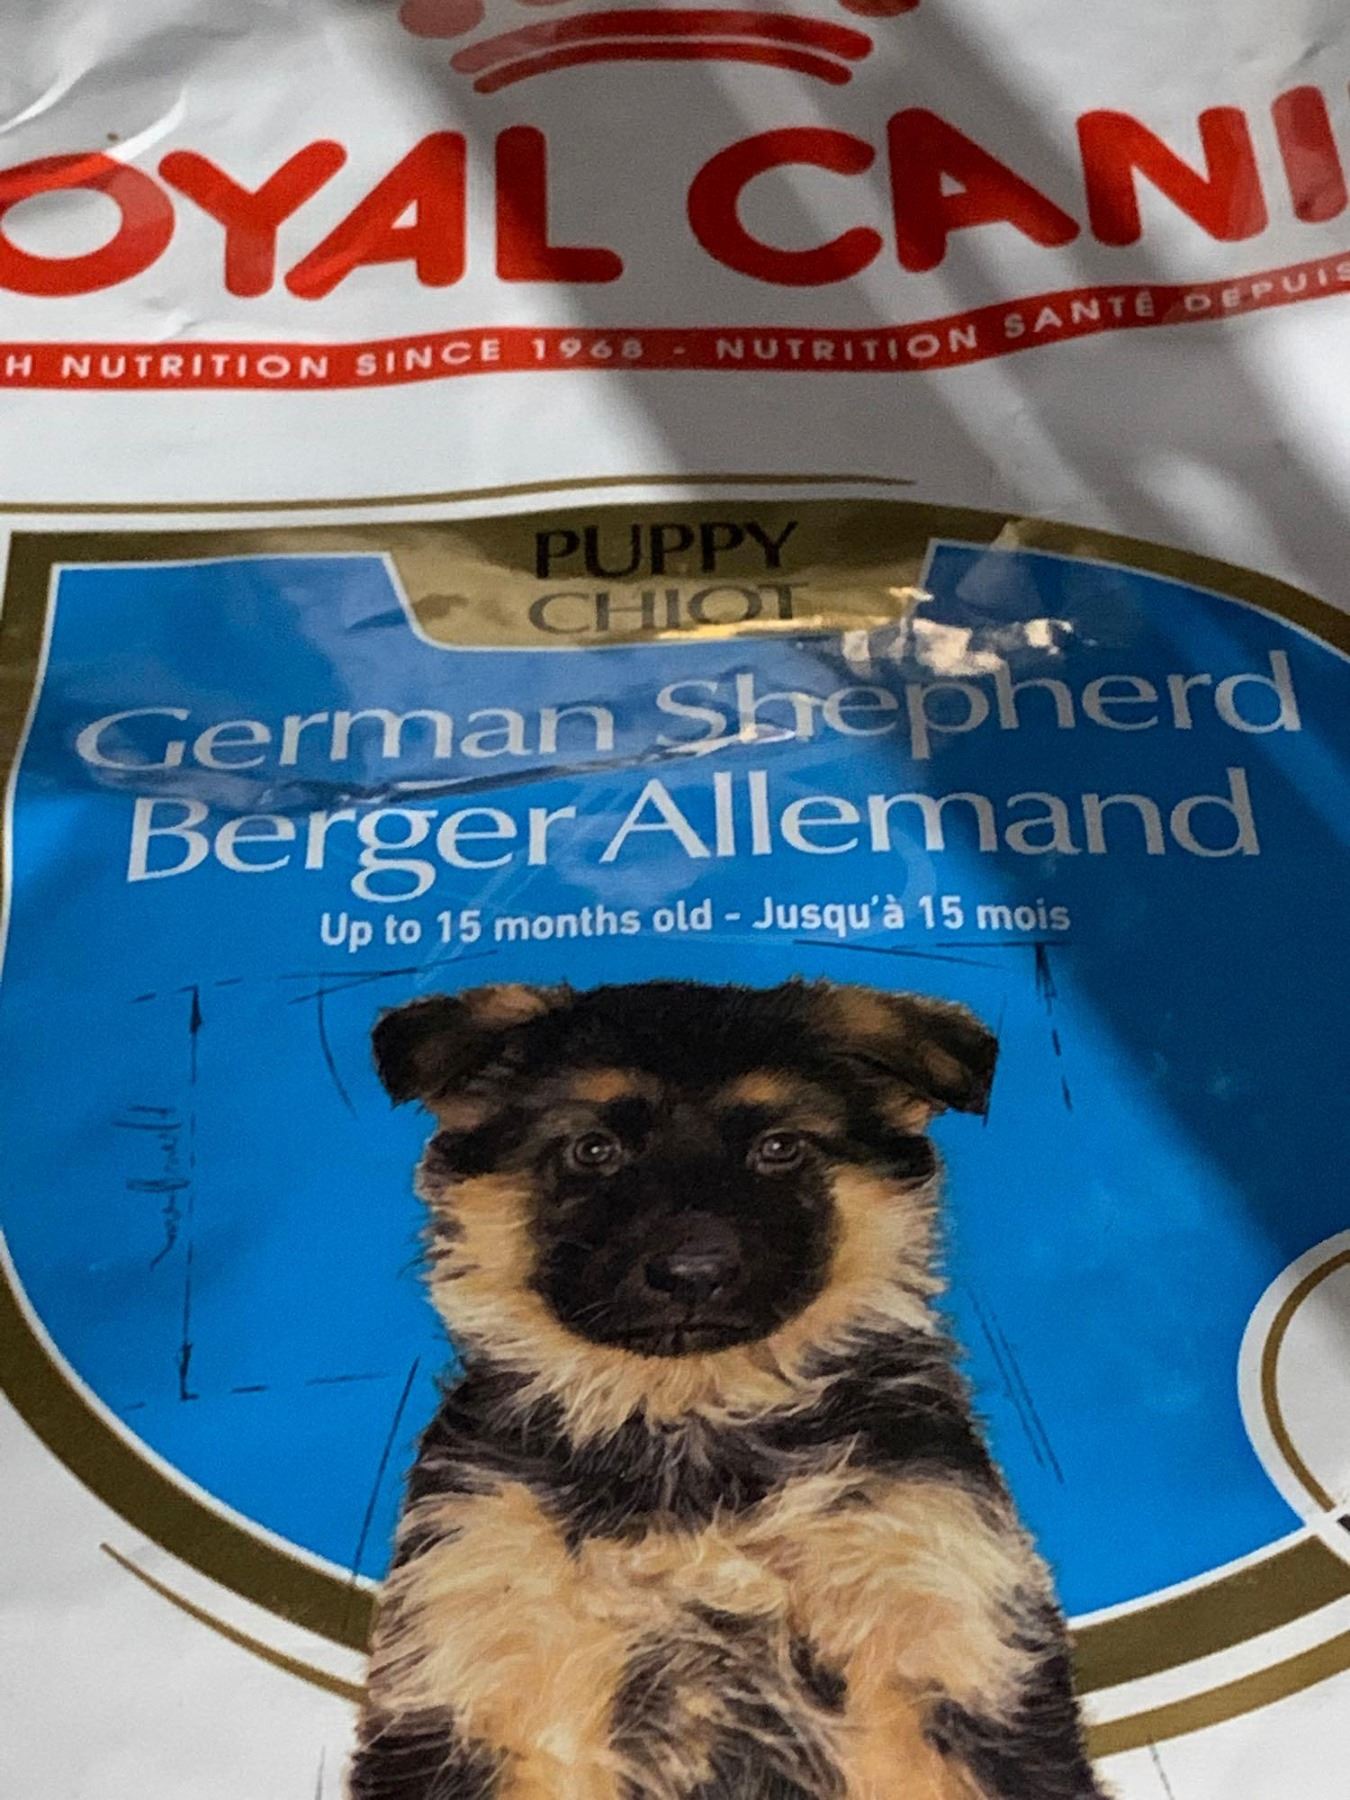 OYAL CANI
H NUTRITION SINCE 1968 - NUTRITION SANTÉ DEPUIS
PUPPY
CHIOT
German Shepherd
Berger Allemand
Up to 15 months old - Jusqu'à 15 mois